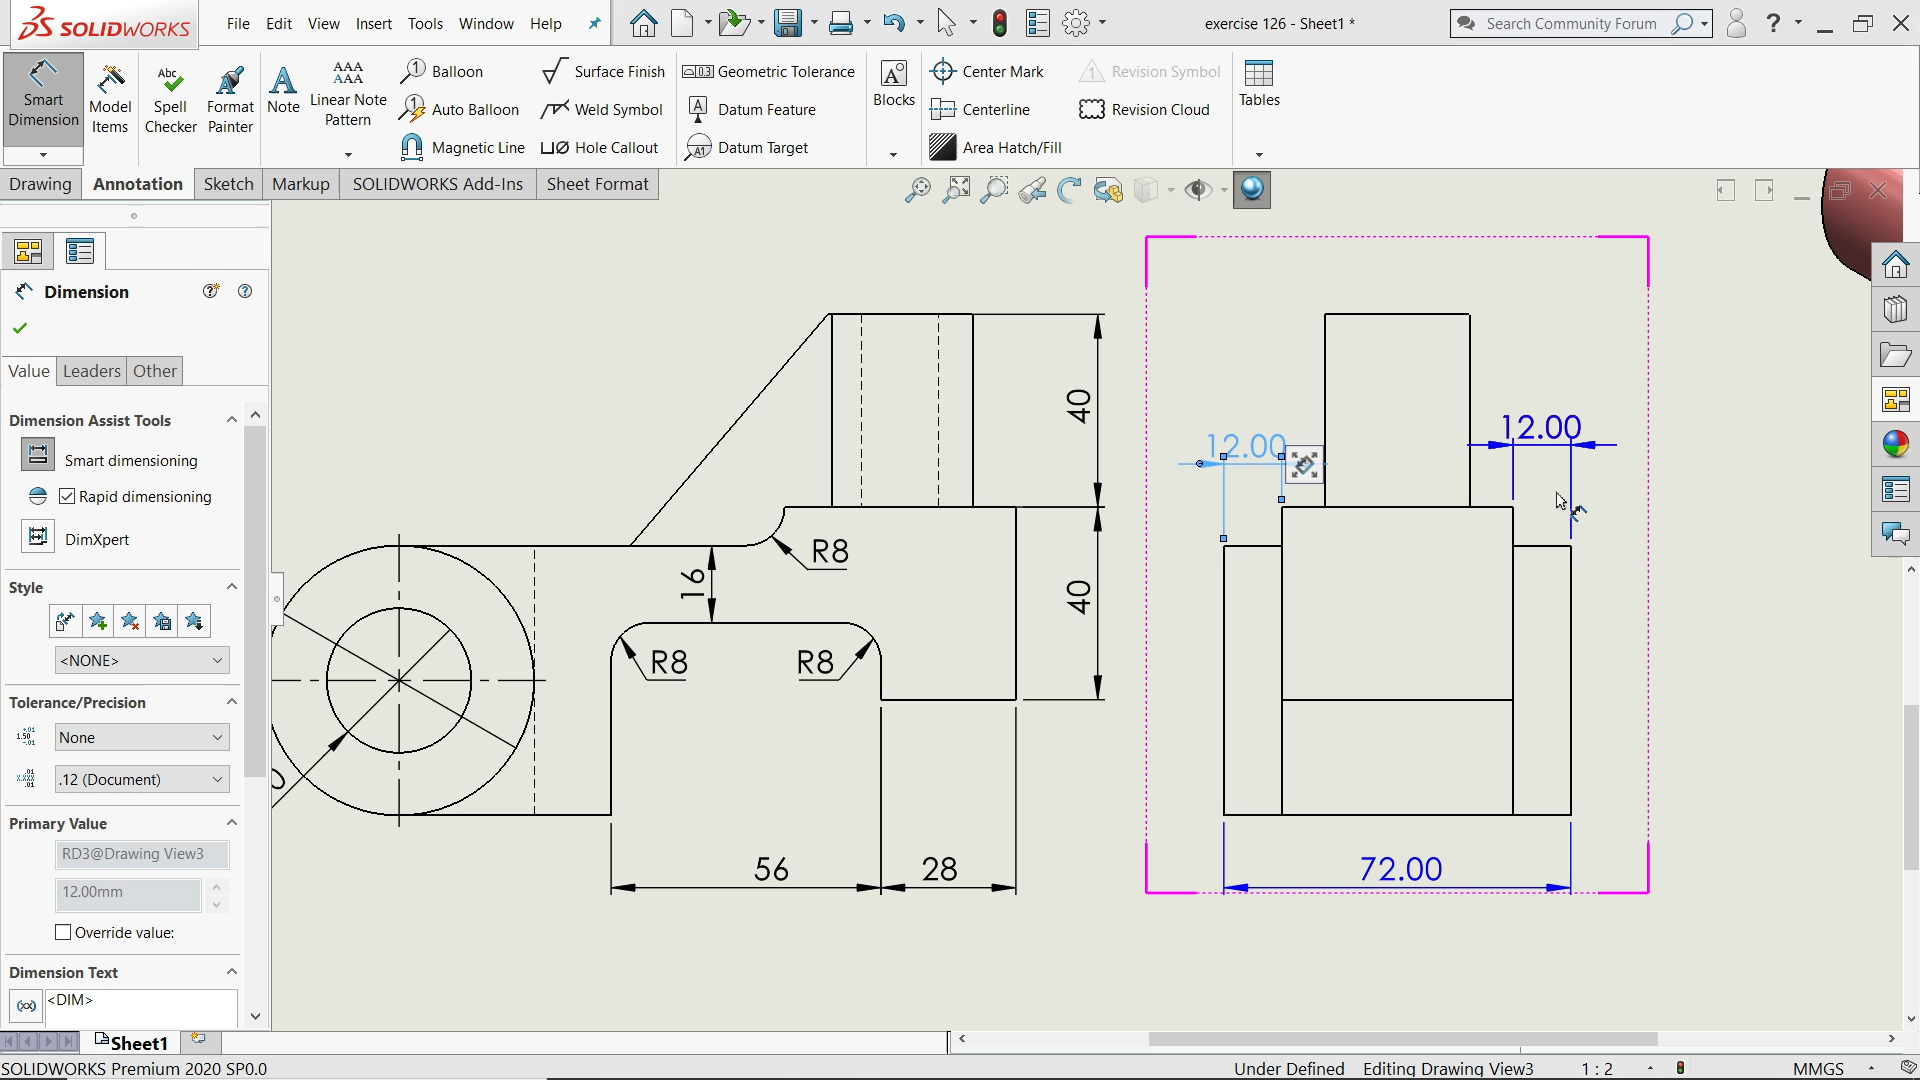 SOLIDWORKS
File Edit View Insert Tools Window Help
exercise 126 - Sheet1 *
Search Community Forum
?
Smart Dimension
Model Items
Abc
Spell Checker
Format Painter
A
Note
AAA
AAA
Linear Note Pattern
Balloon
Auto Balloon
Magnetic Line
Surface Finish
Weld Symbol
Hole Callout
Geometric Tolerance
Datum Feature
Datum Target
Blocks
Center Mark
Centerline
Area Hatch/Fill
Revision Symbol
Revision Cloud
Tables
Drawing Annotation Sketch Markup SOLIDWORKS Add-Ins Sheet Format
Dimension
Value Leaders Other
Dimension Assist Tools
Smart dimensioning
Rapid dimensioning
DimXpert
Style
<NONE>
Tolerance/Precision
None
.12 (Document)
Primary Value
RD3@Drawing View3
12.00mm
Override value:
Dimension Text
<DIM>
40
40
R8
16
R8
R8
56
28
12.00
12.00
72.00
Sheet1
SOLIDWORKS Premium 2020 SP0.0
Under Defined Editing Drawing View3 1 : 2 MMGS